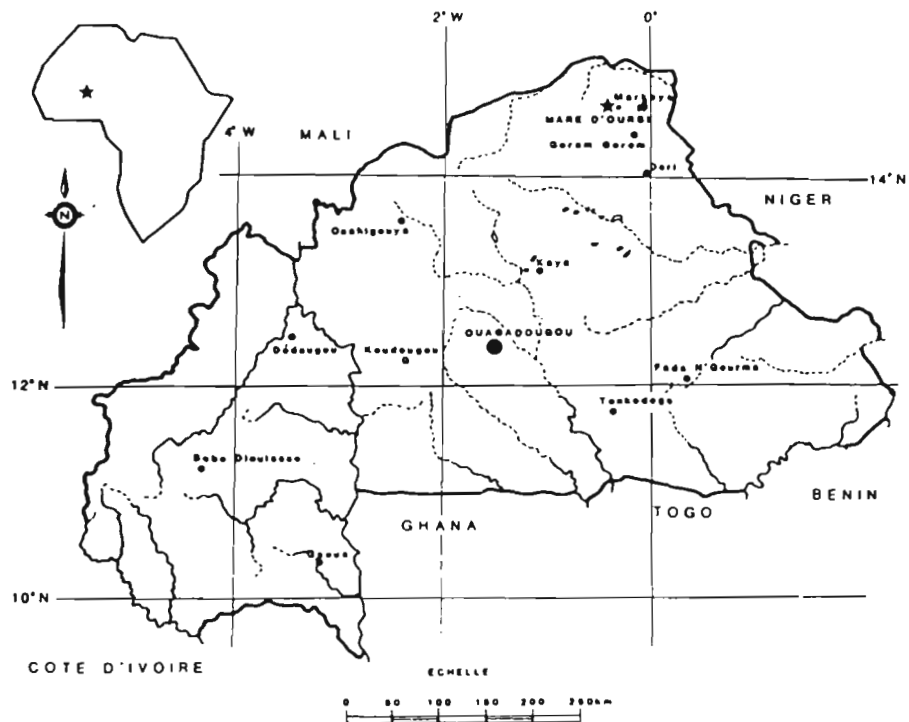 2° W
0°
4° W
MALI
Markoye
MARE D'OURSE
Gorom Gorom
Dori
14° N
NIGER
N
Ouahigouya
Kaya
OUAGADOUGOU
Dédougou
Koudougou
Fada N'Gourma
12° N
Tenkodogo
Bobo Dioulasso
BENIN
TOGO
GHANA
Gaoua
10° N
COTE D'IVOIRE
ECHELLE
0 50 100 150 200 250km